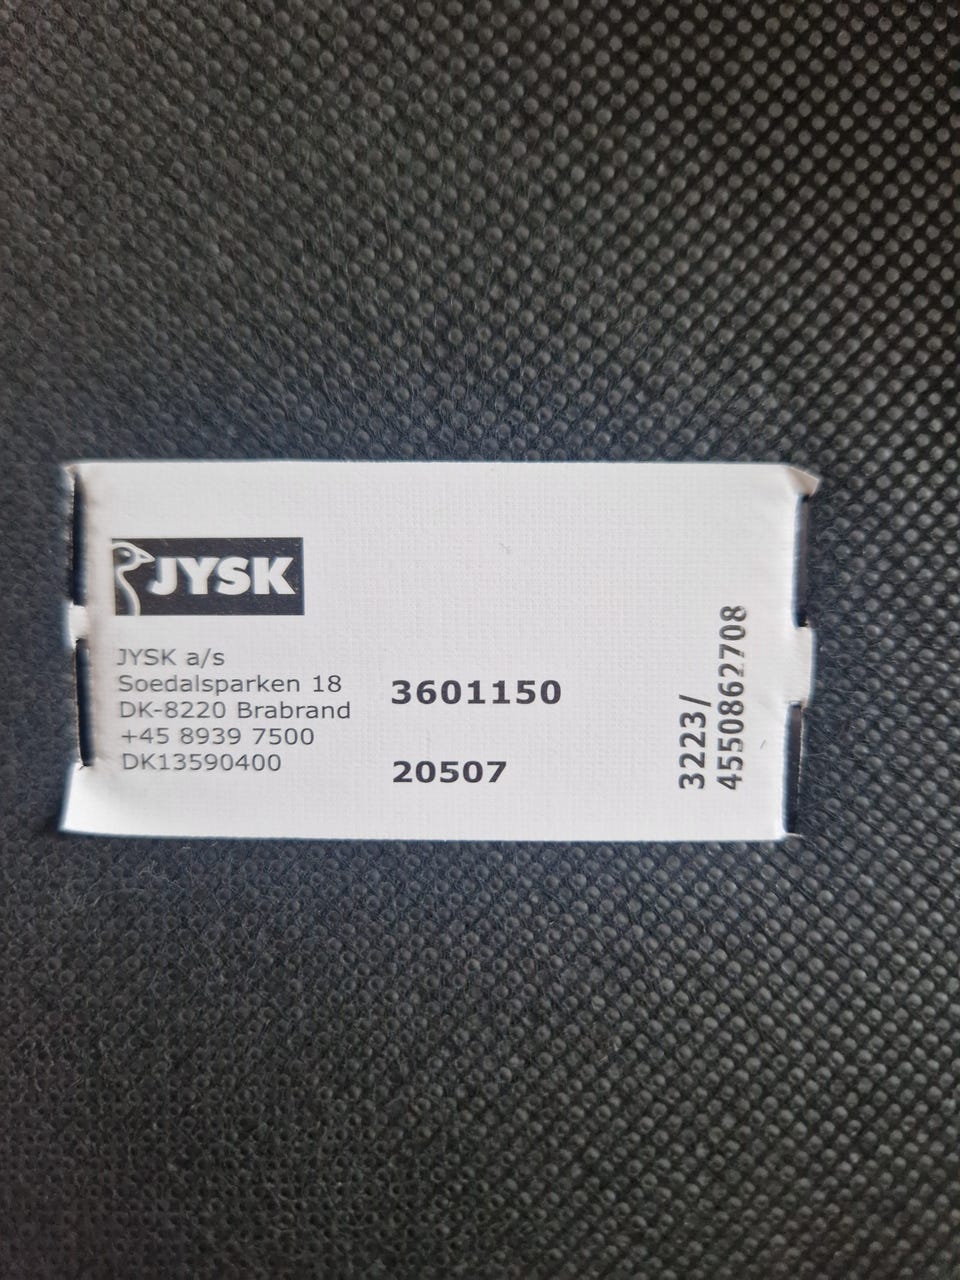 JYSK
JYSK a/s
Soedalsparken 18
DK-8220 Brabrand
+45 8939 7500
DK13590400
3601150
20507
3223/
4550862708